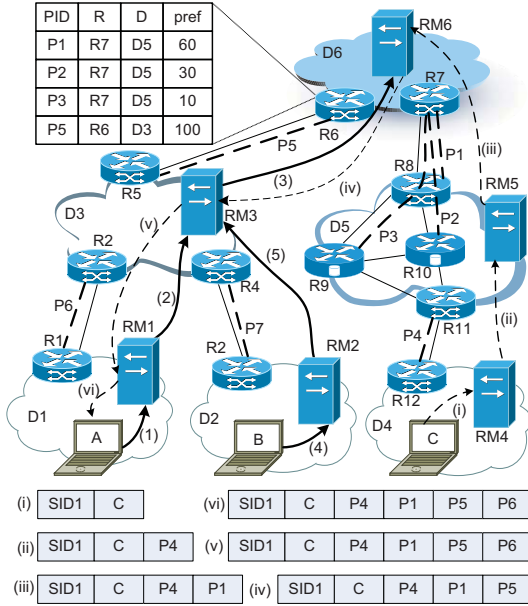 PID R D pref
P1 R7 D5 60
P2 R7 D5 30
P3 R7 D5 10
P5 R6 D3 100
RM6
D6
R7
R6
P5
(3)
(iv)
(iii)
P1
R8
R5
RM3
D3
(v)
P3
P2
RM5
D5
R2
(5)
R4
R9
R10
P6
(2)
P7
R11
(ii)
R1
RM1
R2
RM2
P4
R12
(vi)
D1
D2
D4
(i)
A
(1)
B
(4)
C
RM4
(i) SID1 C
(vi) SID1 C P4 P1 P5 P6
(ii) SID1 C P4
(v) SID1 C P4 P1 P5 P6
(iii) SID1 C P4 P1
(iv) SID1 C P4 P1 P5